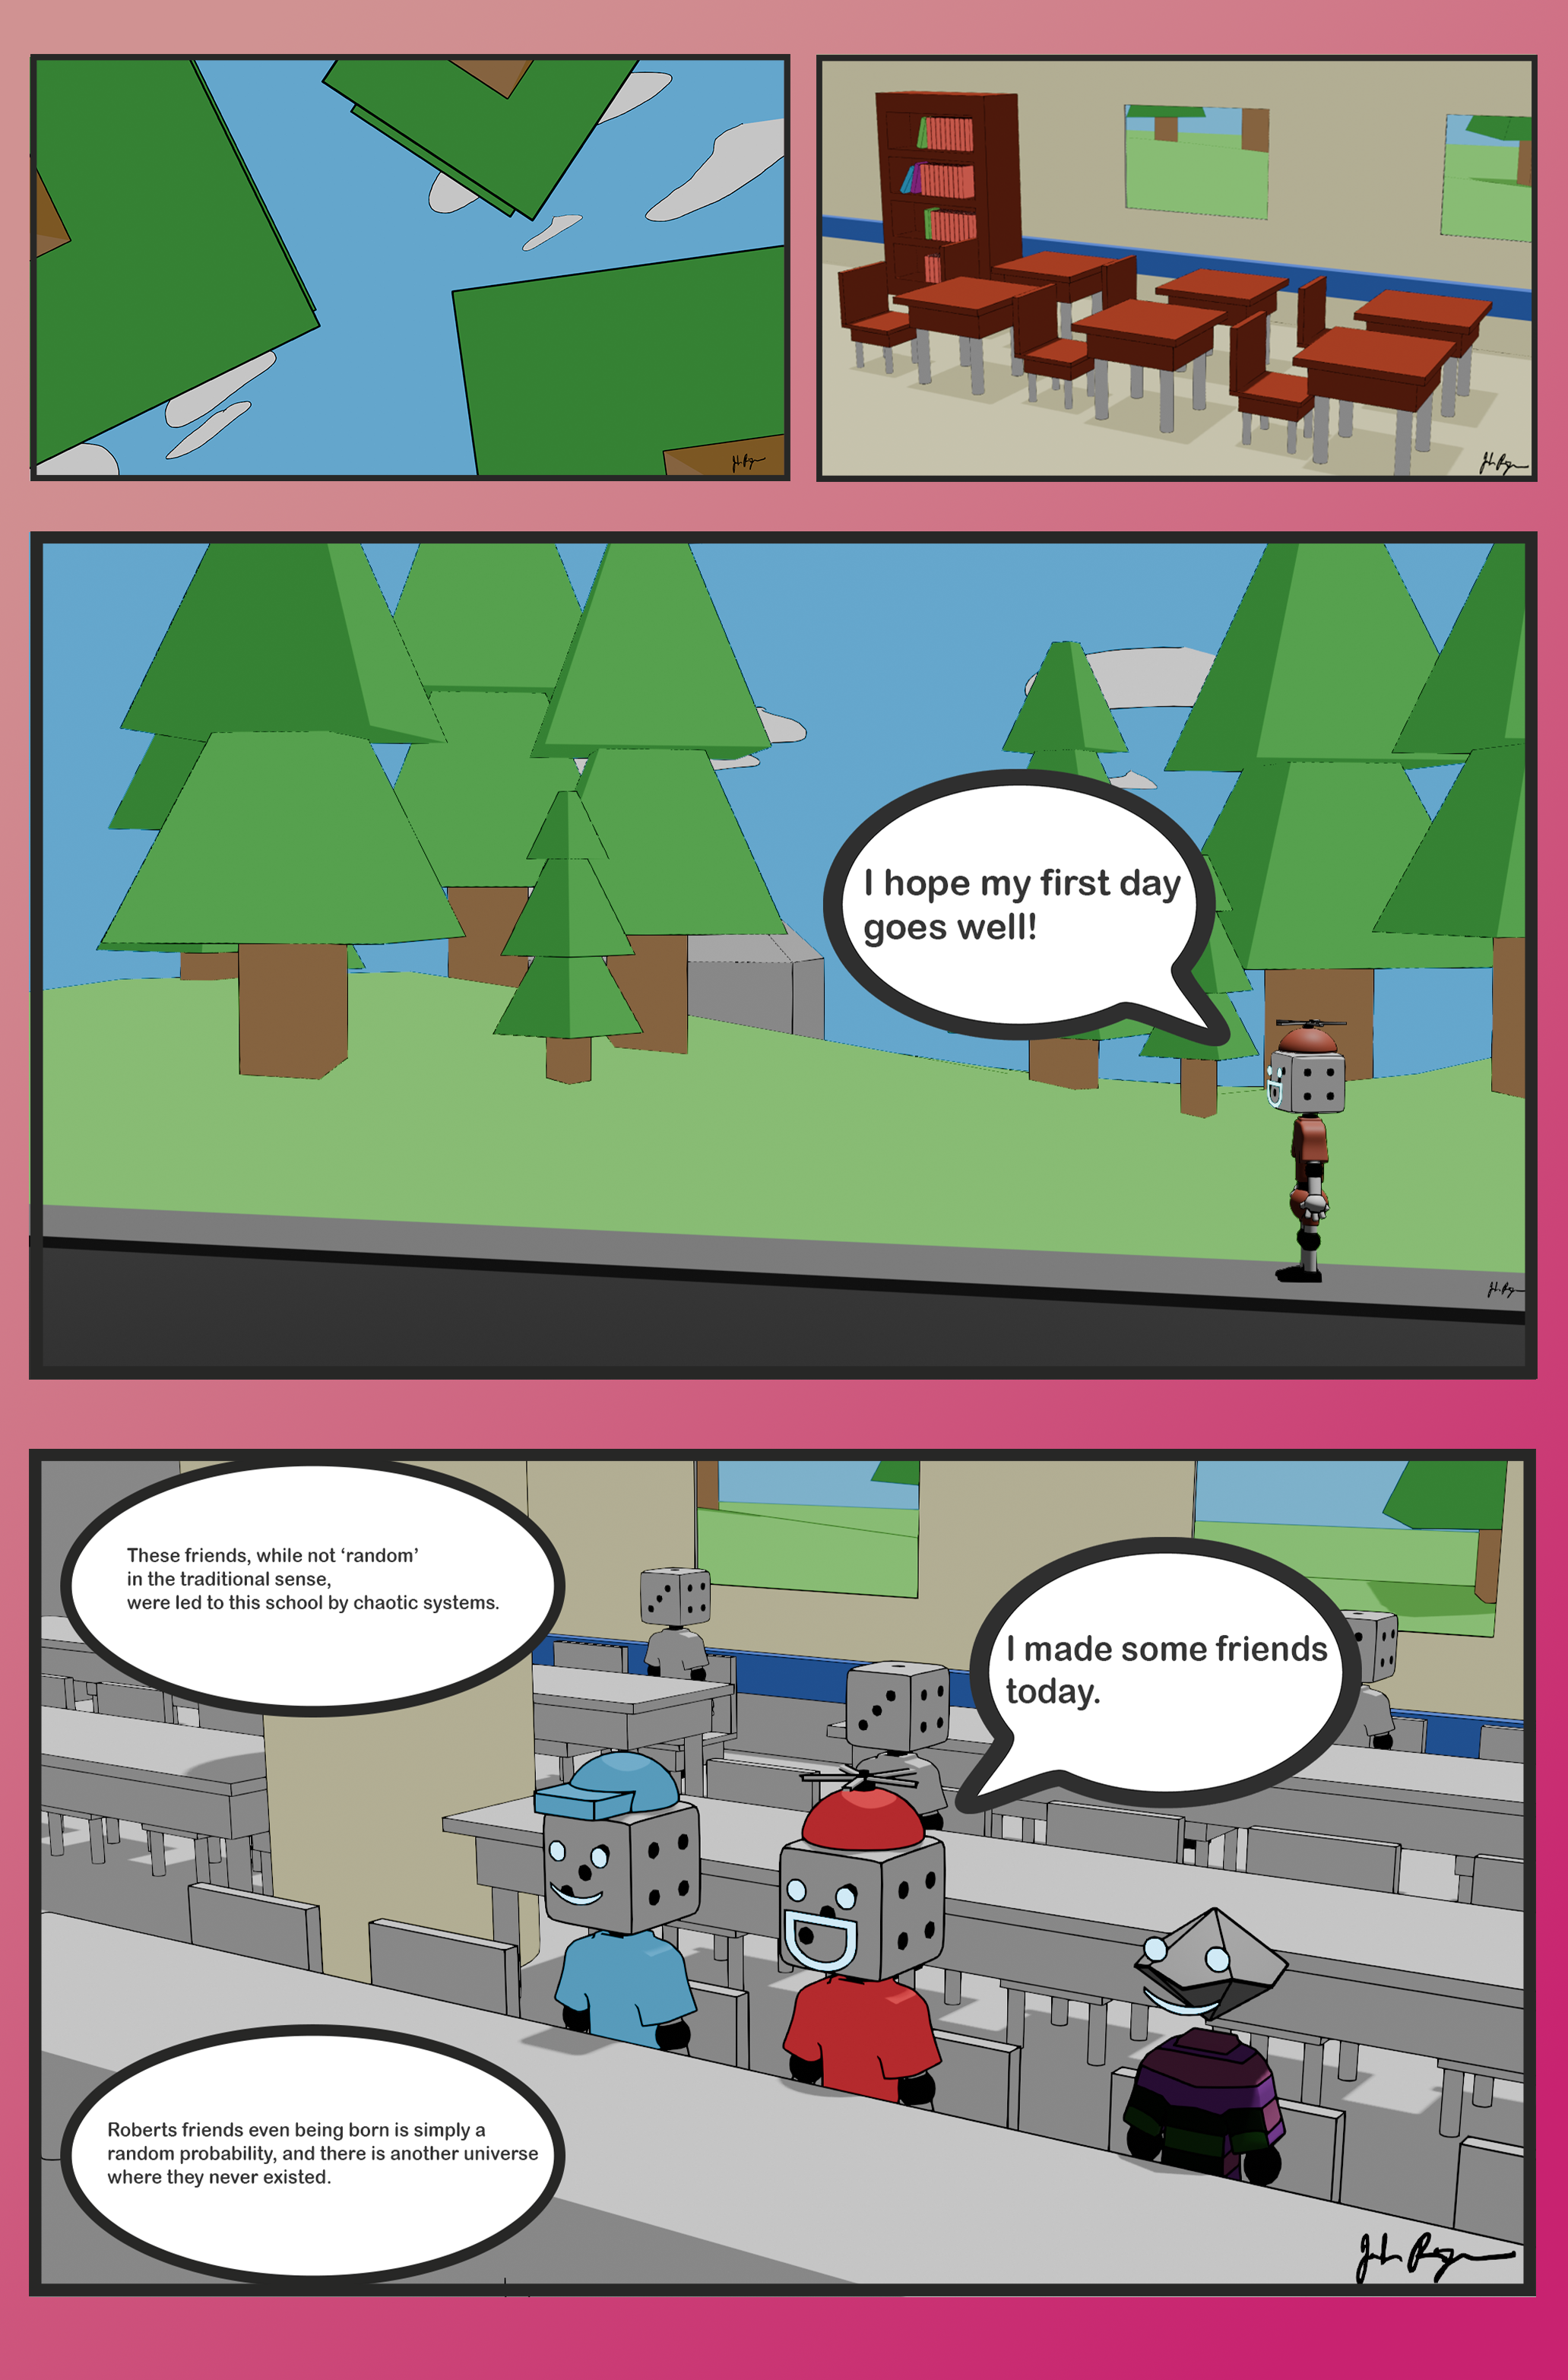 I hope my first day
goes well!
These friends, while not ‘random’
in the traditional sense,
were led to this school by chaotic systems.
I made some friends
today.
Roberts friends even being born is simply a
random probability, and there is another universe
where they never existed.